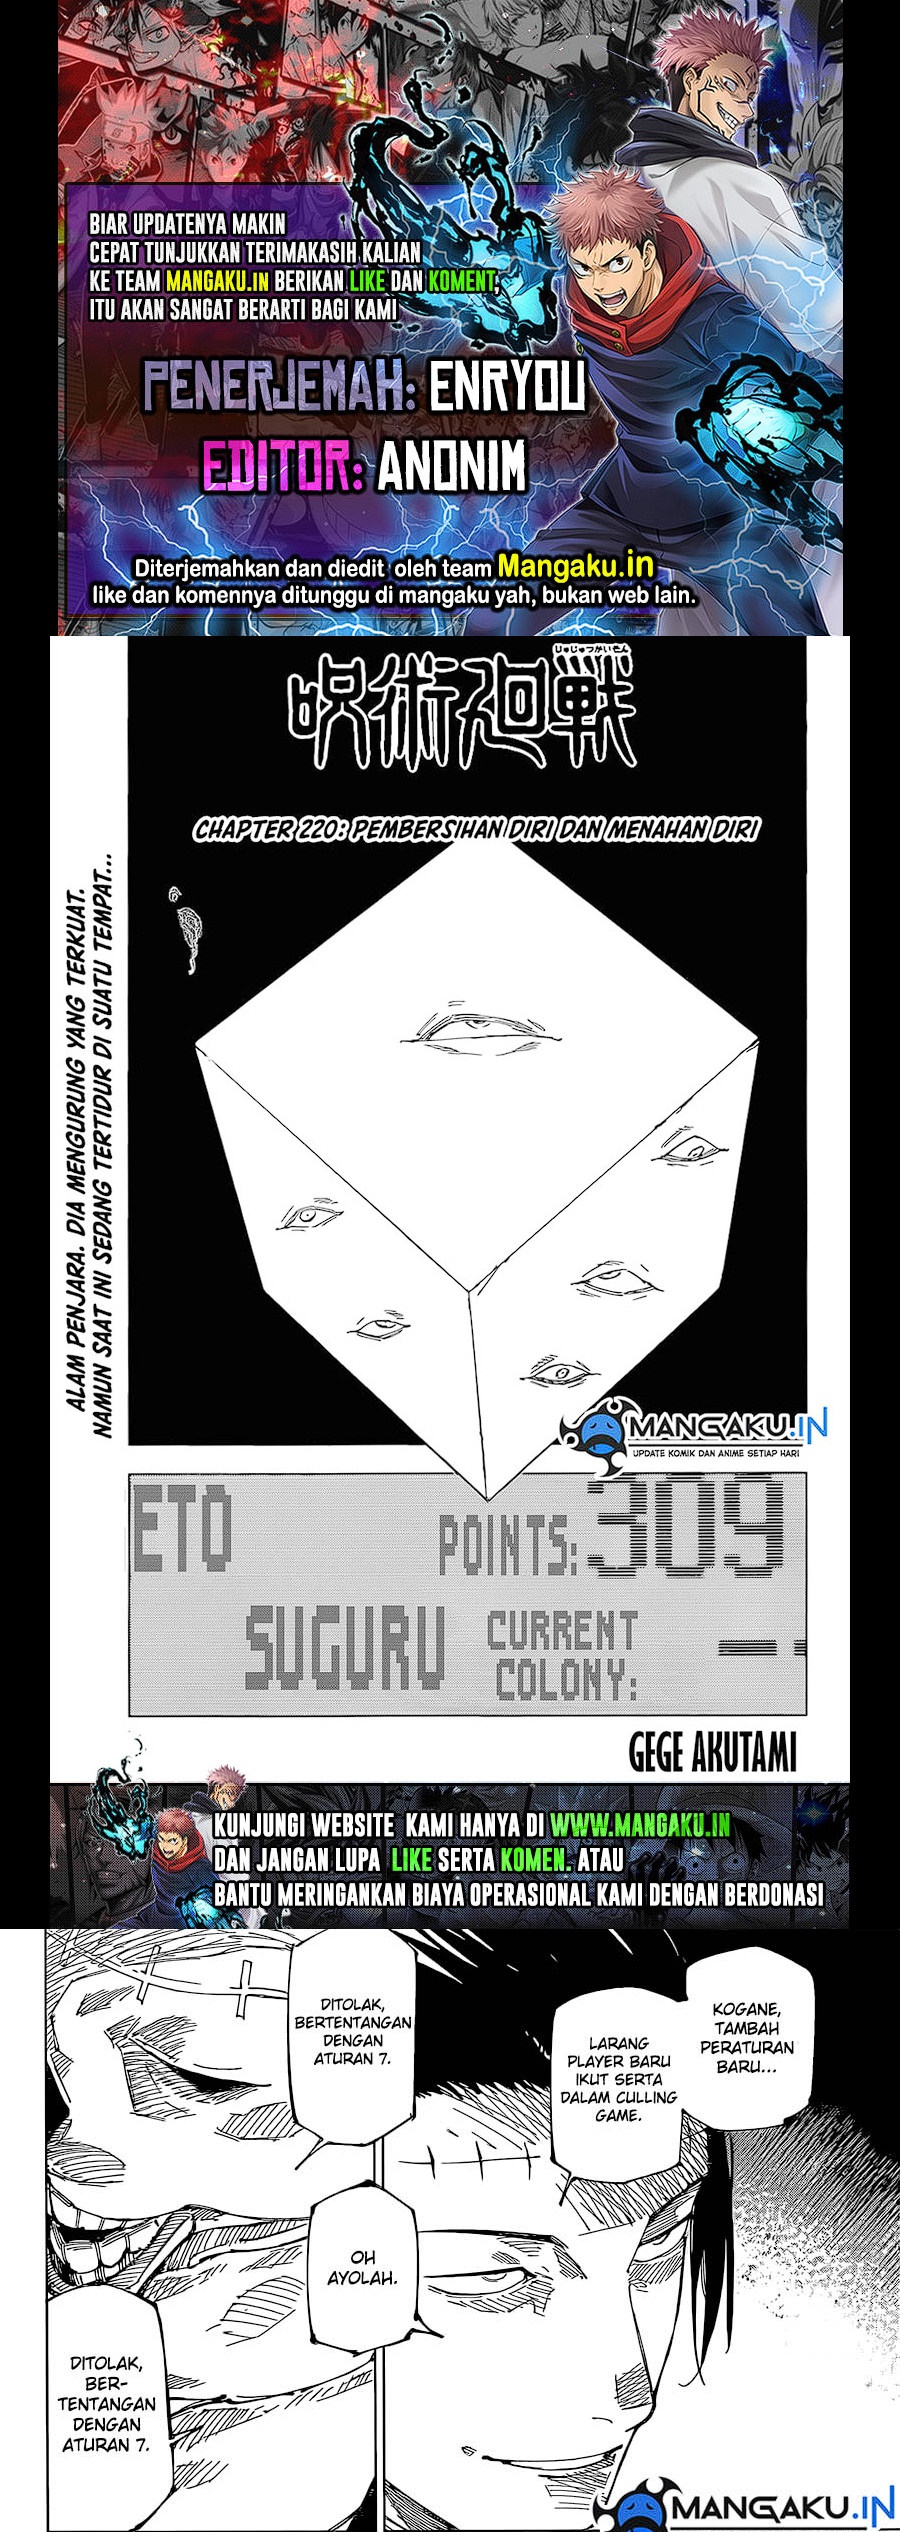 BIAR UPDATENYA MAKIN
CEPAT TUNJUKKAN TERIMAKASIH KALIAN
KE TEAM MANGAKU.in BERIKAN LIKE DAN KOMENT,
ITU AKAN SANGAT BERARTI BAGI KAMI
PENERJEMAH: ENRYOU
EDITOR: ANONIM
Diterjemahkan dan diedit oleh team Mangaku.in
like dan komennya ditunggu di mangaku yah, bukan web lain.
じゅじゅつかいせん
呪術廻戦
CHAPTER 220: PEMBERSIHAN DIRI DAN MENAHAN DIRI
ALAM PENJARA. DIA MENGURUNG YANG TERKUAT.
NAMUN SAAT INI SEDANG TERTIDUR DI SUATU TEMPAT...
MANGAKU.IN
UPDATE KOMIK DAN ANIME SETIAP HARI
ETO
POINTS: 309
SUGURU
CURRENT
COLONY: --
GEGE AKUTAMI
KUNJUNGI WEBSITE KAMI HANYA DI WWW.MANGAKU.IN
DAN JANGAN LUPA LIKE SERTA KOMEN. ATAU
BANTU MERINGANKAN BIAYA OPERASIONAL KAMI DENGAN BERDONASI
KOGANE,
TAMBAH
PERATURAN
BARU...
LARANG
PLAYER BARU
IKUT SERTA
DALAM CULLING
GAME.
DITOLAK,
BERTENTANGAN
DENGAN
ATURAN 7.
OH
AYOLAH.
DITOLAK,
BER-
TENTANGAN
DENGAN
ATURAN 7.
MANGAKU.IN